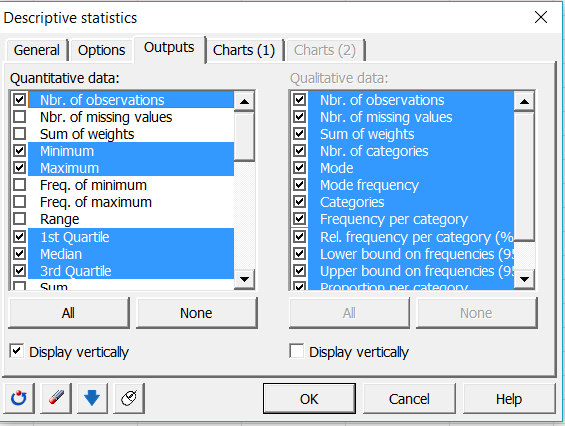 Descriptive statistics
General Options Outputs Charts (1) Charts (2)
Quantitative data:
Nbr. of observations
Nbr. of missing values
Sum of weights
Minimum
Maximum
Freq. of minimum
Freq. of maximum
Range
1st Quartile
Median
3rd Quartile
Sum
All None
Display vertically
Qualitative data:
Nbr. of observations
Nbr. of missing values
Sum of weights
Nbr. of categories
Mode
Mode frequency
Categories
Frequency per category
Rel. frequency per category (%
Lower bound on frequencies (95
Upper bound on frequencies (95
Proportion per category
All None
Display vertically
OK Cancel Help